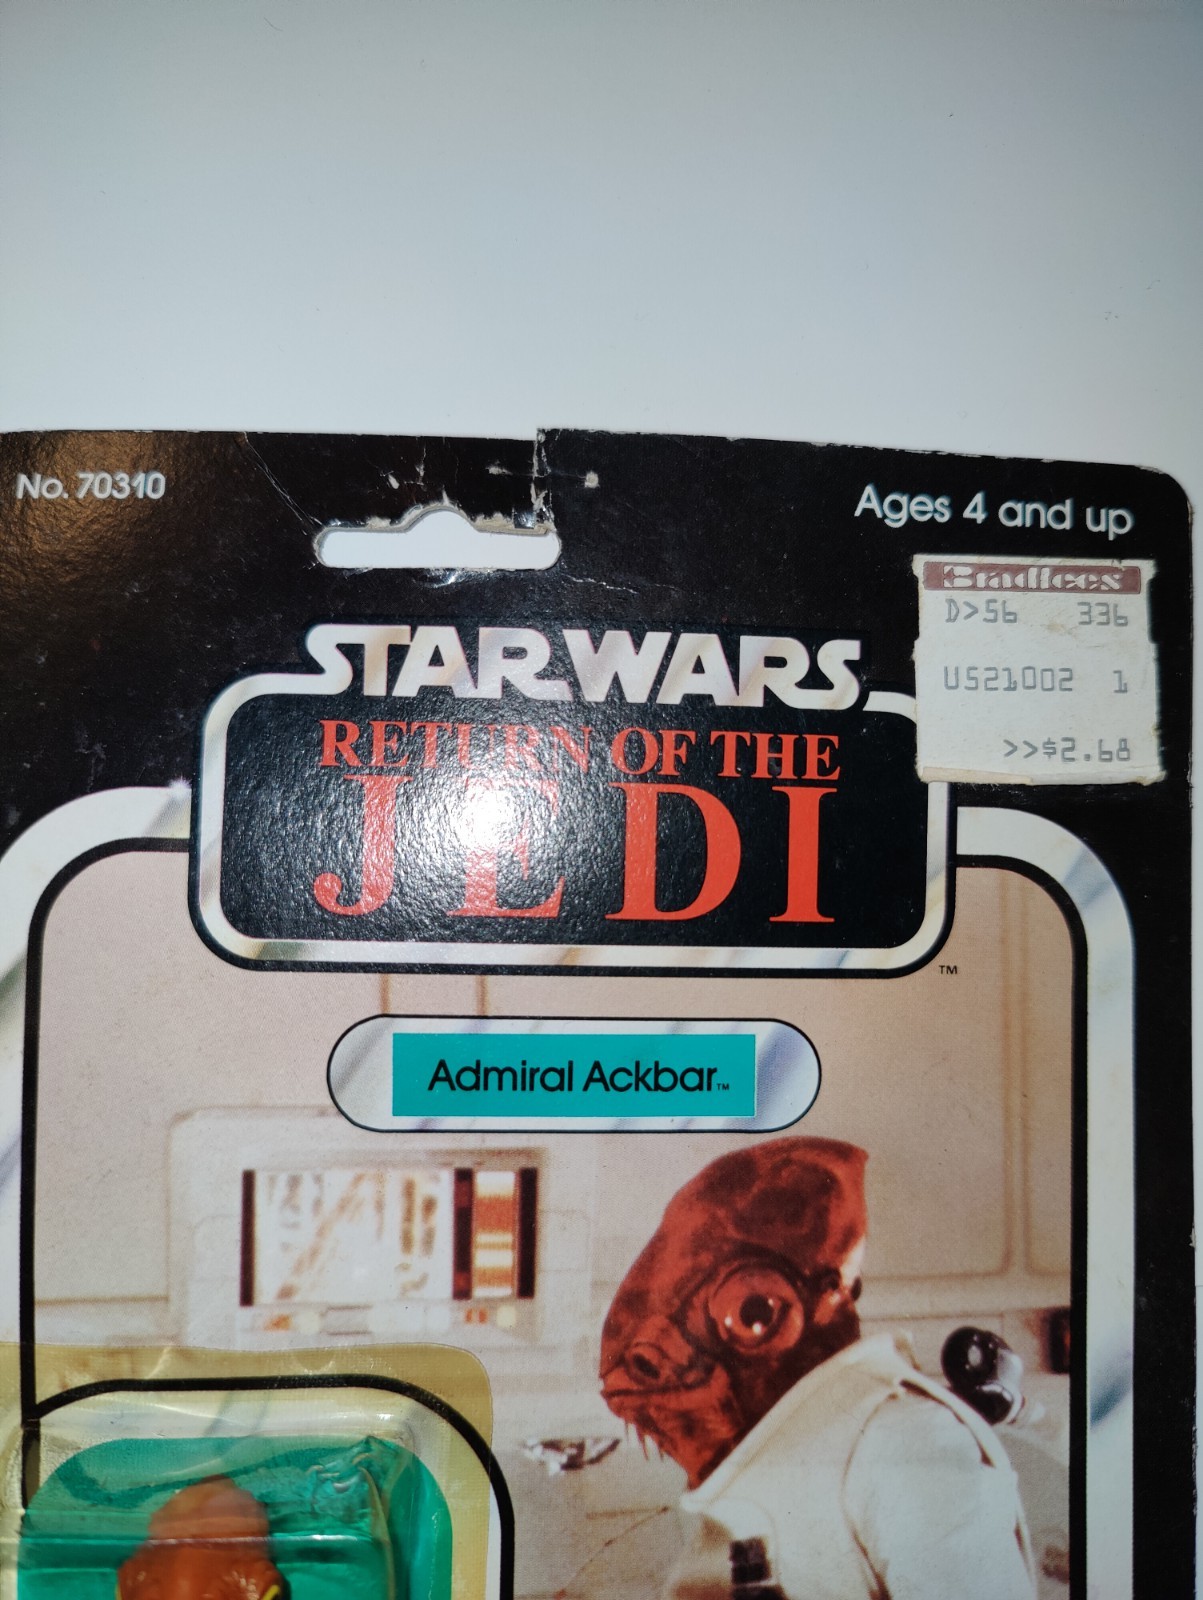 No. 70310
Ages 4 and up
Bradlees
D>56 336
US21002 1
>>$2.68
STAR WARS
RETURN OF THE
JEDI
TM
Admiral Ackbar TM